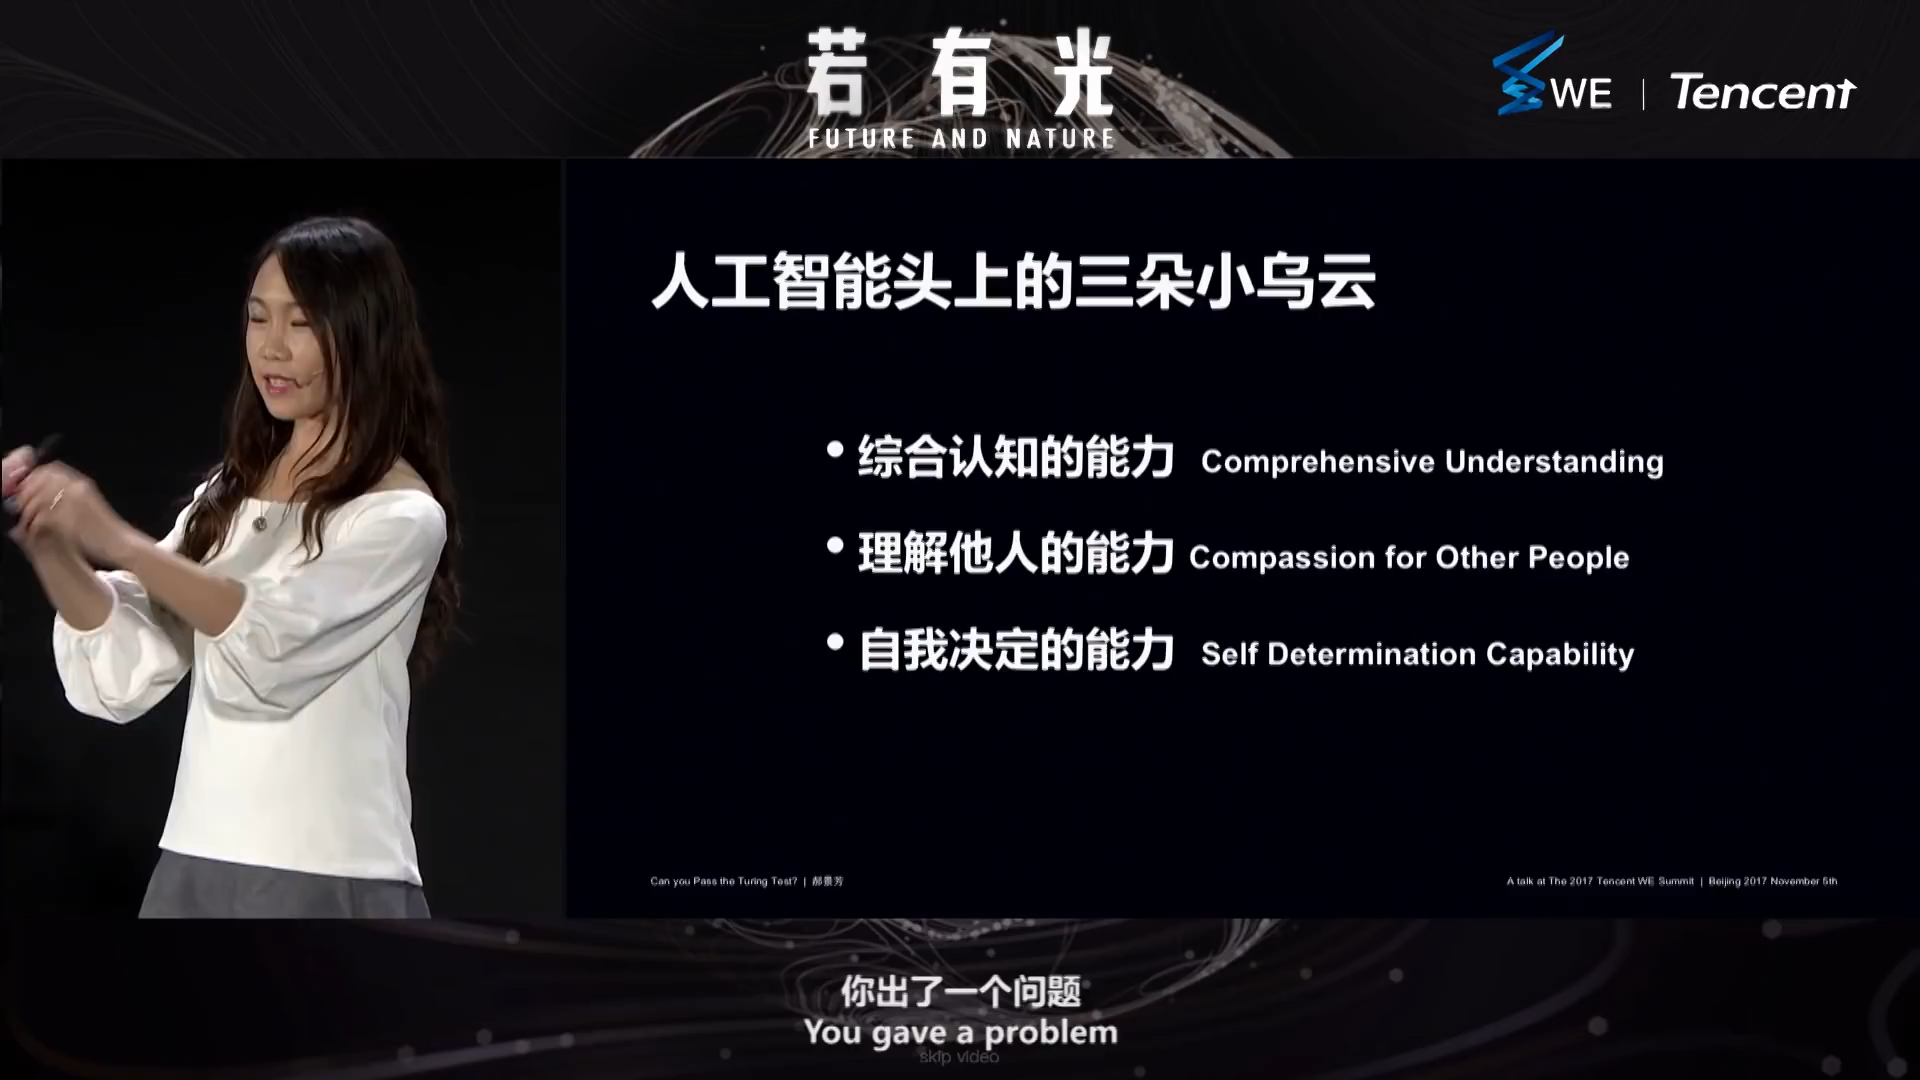 若有光
FUTURE AND NATURE
WE | Tencent
人工智能头上的三朵小乌云
•综合认知的能力 Comprehensive Understanding
•理解他人的能力 Compassion for Other People
•自我决定的能力 Self Determination Capability
Can you Pass the Turing Test? | 郝景芳
A talk at The 2017 Tencent WE Summit | Beijing 2017 November 5th
你出了一个问题
You gave a problem
skip video